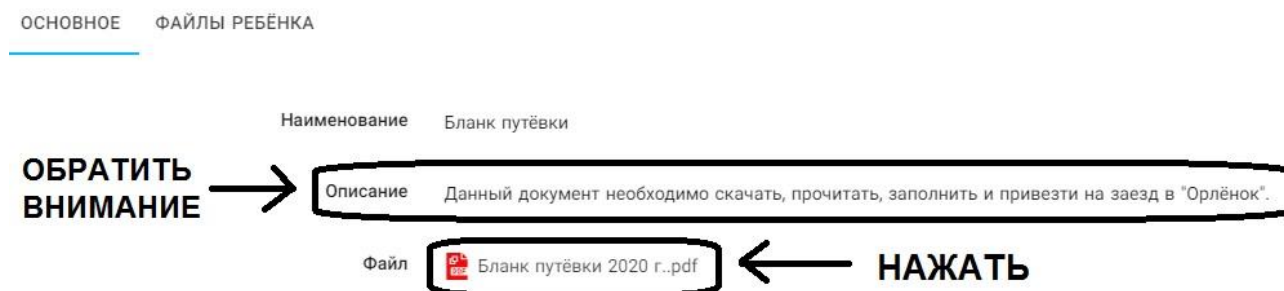 ОСНОВНОЕ ФАЙЛЫ РЕБЁНКА
Наименование Бланк путёвки
ОБРАТИТЬ
ВНИМАНИЕ
Описание Данный документ необходимо скачать, прочитать, заполнить и привезти на заезд в "Орлёнок".
Файл Бланк путёвки 2020 г..pdf НАЖАТЬ